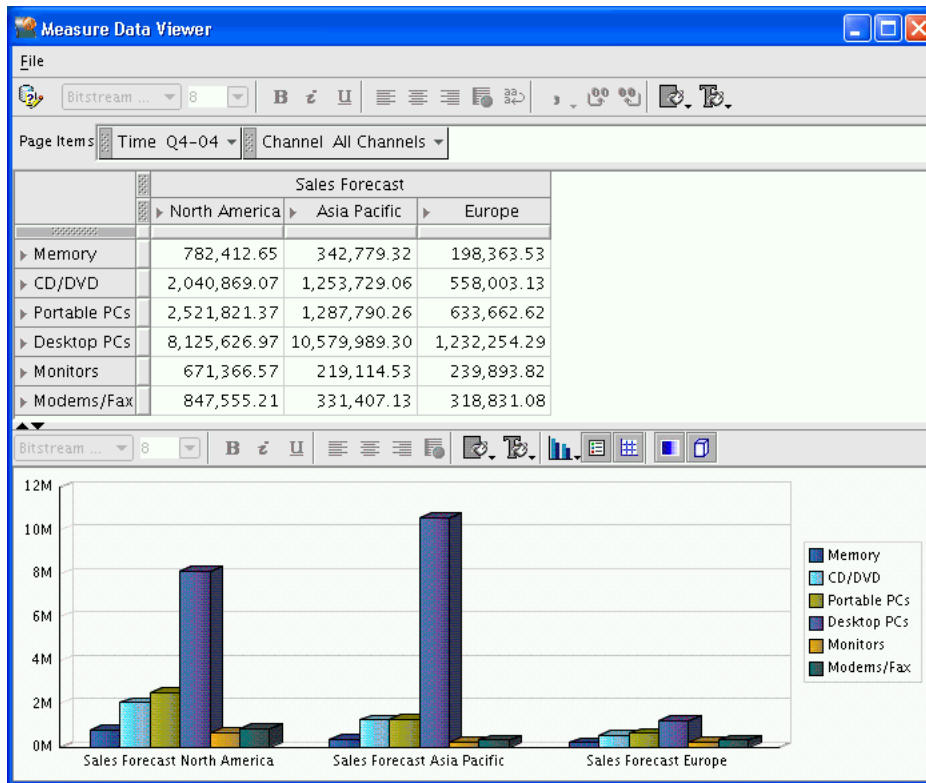 Measure Data Viewer
File
Bitstream ... 8 B i U
Page Items Time Q4-04 Channel All Channels
Sales Forecast
North America Asia Pacific Europe
Memory 782,412.65 342,779.32 198,363.53
CD/DVD 2,040,869.07 1,253,729.06 558,003.13
Portable PCs 2,521,821.37 1,287,790.26 633,662.62
Desktop PCs 8,125,626.97 10,579,989.30 1,232,254.29
Monitors 671,366.57 219,114.53 239,893.82
Modems/Fax 847,555.21 331,407.13 318,831.08
Bitstream ... 8 B i U
12M
10M
8M
6M
4M
2M
0M
Sales Forecast North America Sales Forecast Asia Pacific Sales Forecast Europe
Memory
CD/DVD
Portable PCs
Desktop PCs
Monitors
Modems/Fax